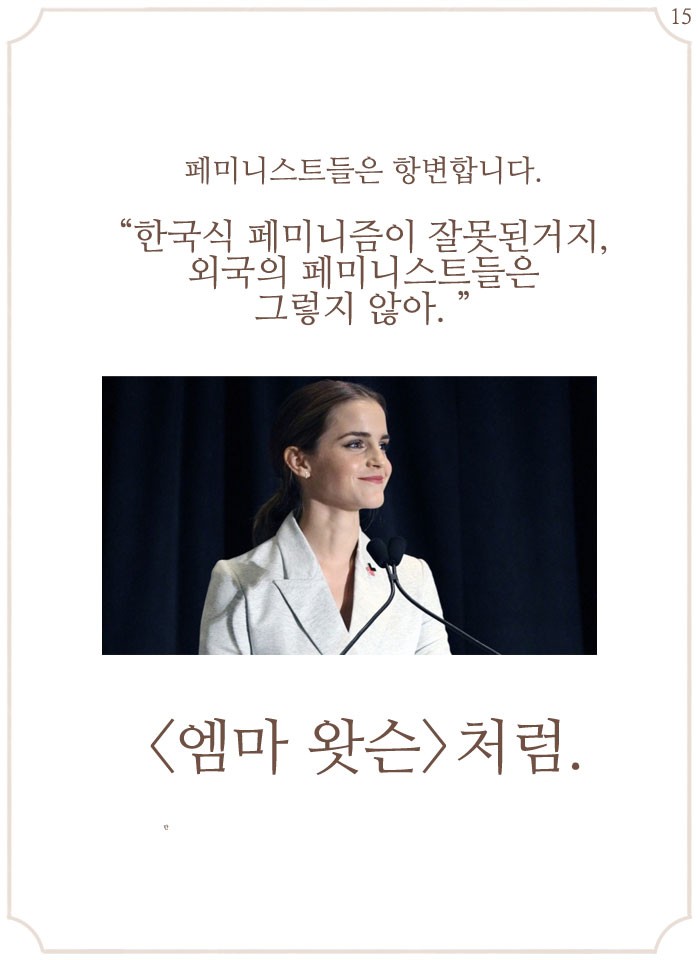 15
페미니스트들은 항변합니다.
“한국식 페미니즘이 잘못된거지,
외국의 페미니스트들은
그렇지 않아. ”
<엠마 왓슨>처럼.